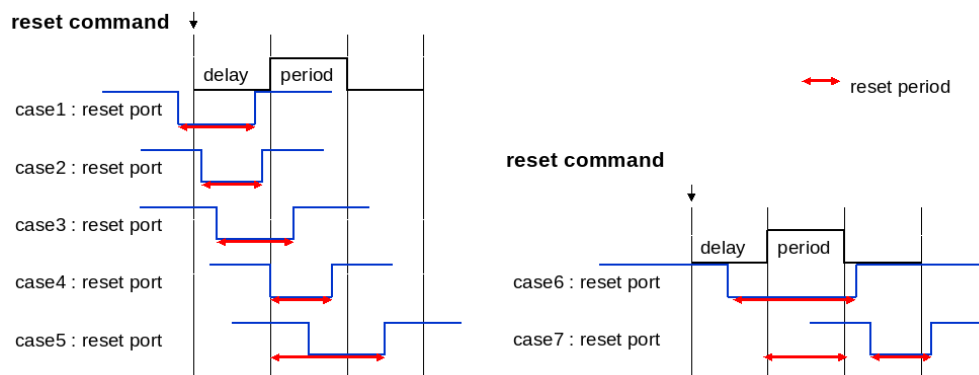 reset command
delay
period
case1 : reset port
case2 : reset port
case3 : reset port
case4 : reset port
case5 : reset port
reset period
reset command
delay
period
case6 : reset port
case7 : reset port